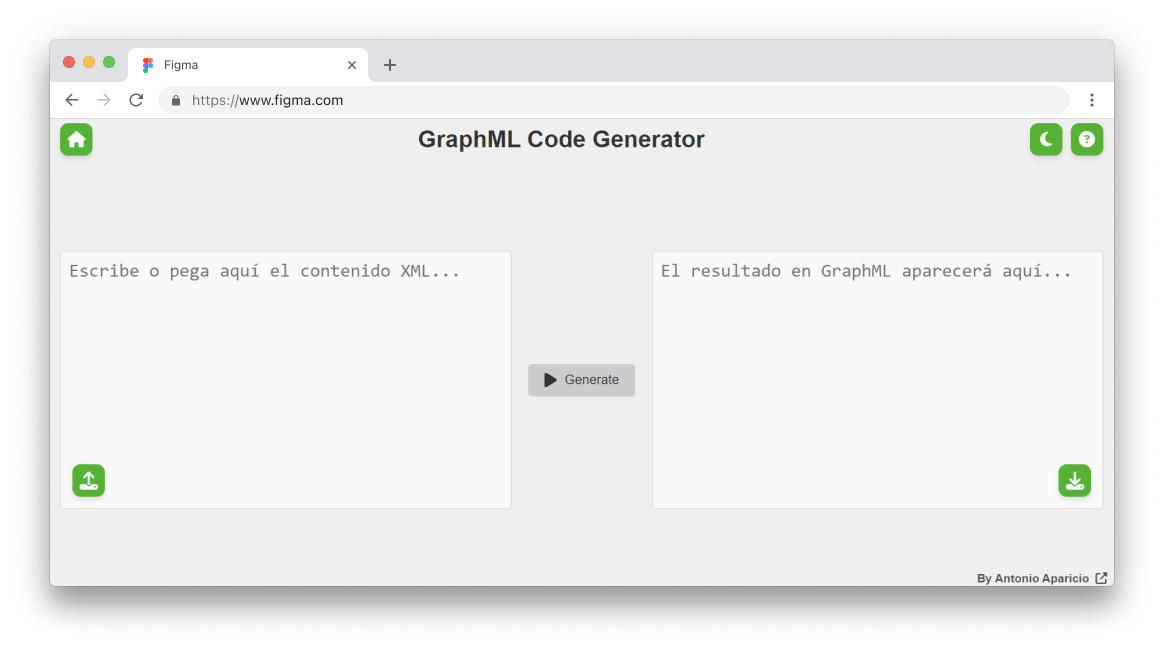 Figma
https://www.figma.com
GraphML Code Generator
Escribe o pega aquí el contenido XML...
El resultado en GraphML aparecerá aquí...
Generate
By Antonio Aparicio